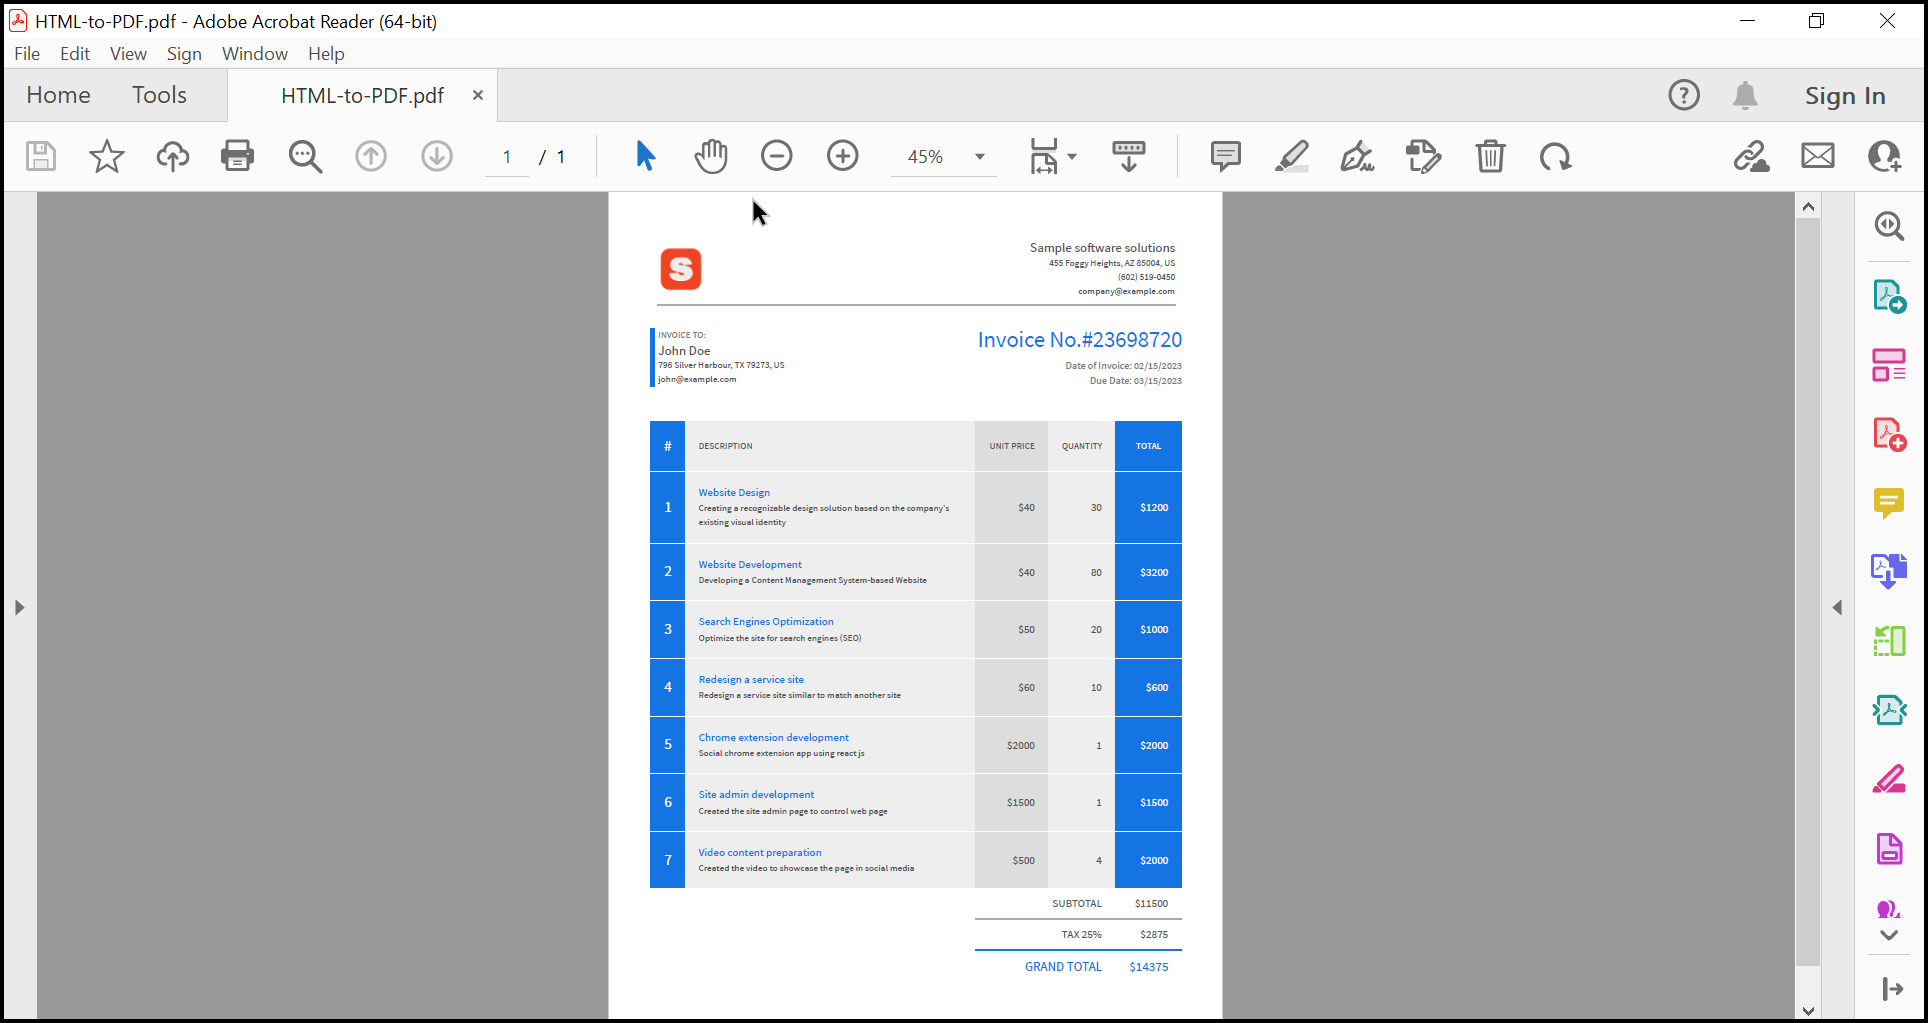 HTML-to-PDF.pdf - Adobe Acrobat Reader (64-bit)
File Edit View Sign Window Help
Home Tools HTML-to-PDF.pdf × ? Sign In
1 / 1 45%
S
Sample software solutions
455 Foggy Heights, AZ 85004, US
(602) 519-0450
company@example.com
INVOICE TO:
John Doe
796 Silver Harbour, TX 79273, US
john@example.com
Invoice No.#23698720
Date of Invoice: 02/15/2023
Due Date: 03/15/2023
# DESCRIPTION UNIT PRICE QUANTITY TOTAL
1 Website Design
Creating a recognizable design solution based on the company's
existing visual identity
$40 30 $1200
2 Website Development
Developing a Content Management System-based Website
$40 80 $3200
3 Search Engines Optimization
Optimize the site for search engines (SEO)
$50 20 $1000
4 Redesign a service site
Redesign a service site similar to match another site
$60 10 $600
5 Chrome extension development
Social chrome extension app using react js
$2000 1 $2000
6 Site admin development
Created the site admin page to control web page
$1500 1 $1500
7 Video content preparation
Created the video to showcase the page in social media
$500 4 $2000
SUBTOTAL $11500
TAX 25% $2875
GRAND TOTAL $14375